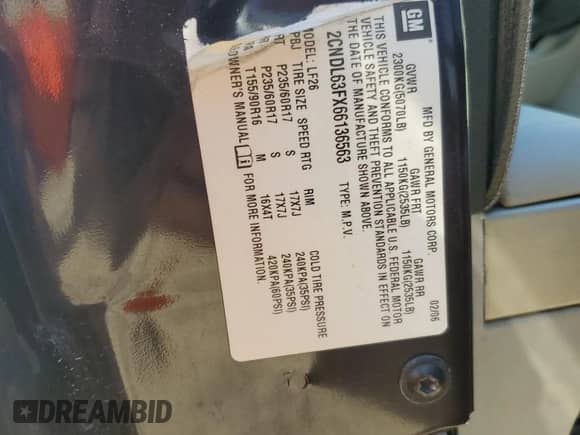 GM
MFD BY GENERAL MOTORS CORP. 02/06
GVWR GAWR FRT GAWR RR
2300KG(5070LB) 1150KG(2535LB) 1150KG(2535LB)
THIS VEHICLE CONFORMS TO ALL APPLICABLE U.S. FEDERAL MOTOR
VEHICLE SAFETY AND THEFT PREVENTION STANDARDS IN EFFECT ON
THE DATE OF MANUFACTURE SHOWN ABOVE.
2CNDL63FX66136563 TYPE: M.P.V.
MODEL: LF26
PBJ TIRE SIZE SPEED RTG RIM COLD TIRE PRESSURE
RT P235/60R17 S 17X7J 240KPA(35PSI)
RR P235/60R17 S 17X7J 240KPA(35PSI)
T155/90R16 M 16X4T 420KPA(60PSI)
OWNER'S MANUAL FOR MORE INFORMATION.
DREAMBID